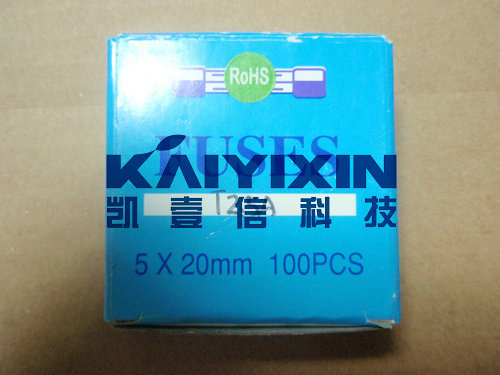 RoHS
FUSES
KAIYIXIN
凯壹信科技
5 X 20mm 100PCS